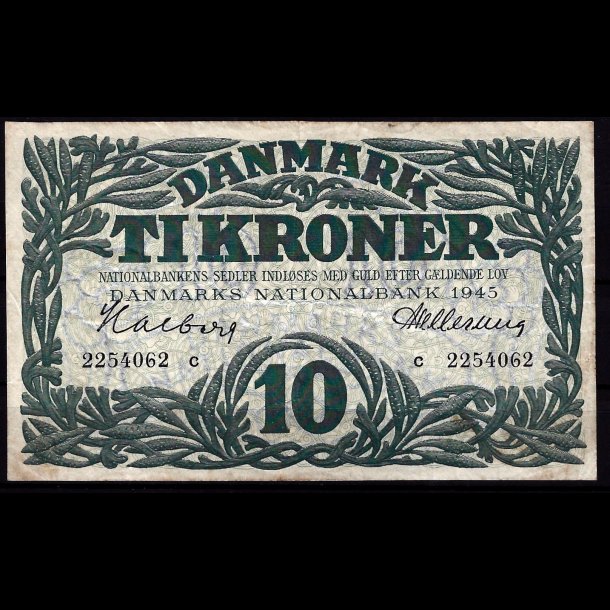 DANMARK
TI KRONER
NATIONALBANKENS SEDLER INDLØSES MED GULD EFTER GÆLDENDE LOV
DANMARKS NATIONALBANK 1945
Halberg
2254062 C C 2254062
10